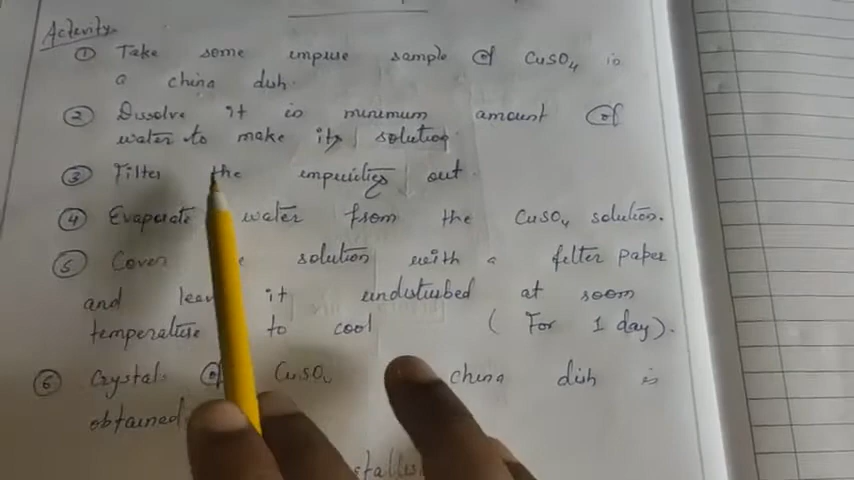 Activity
① Take some impure sample of CuSO4 in
a china dish.
② Dissolve it in minimum amount of
water to make its solution.
③ Filter the impurities out.
④ Evaporate water from the CuSO4 solution.
⑤ Cover solution with a filter paper
and it undisturbed at room
temperature to cool (For 1 day).
⑥ Crystals of CuSO4 china dish is
obtained